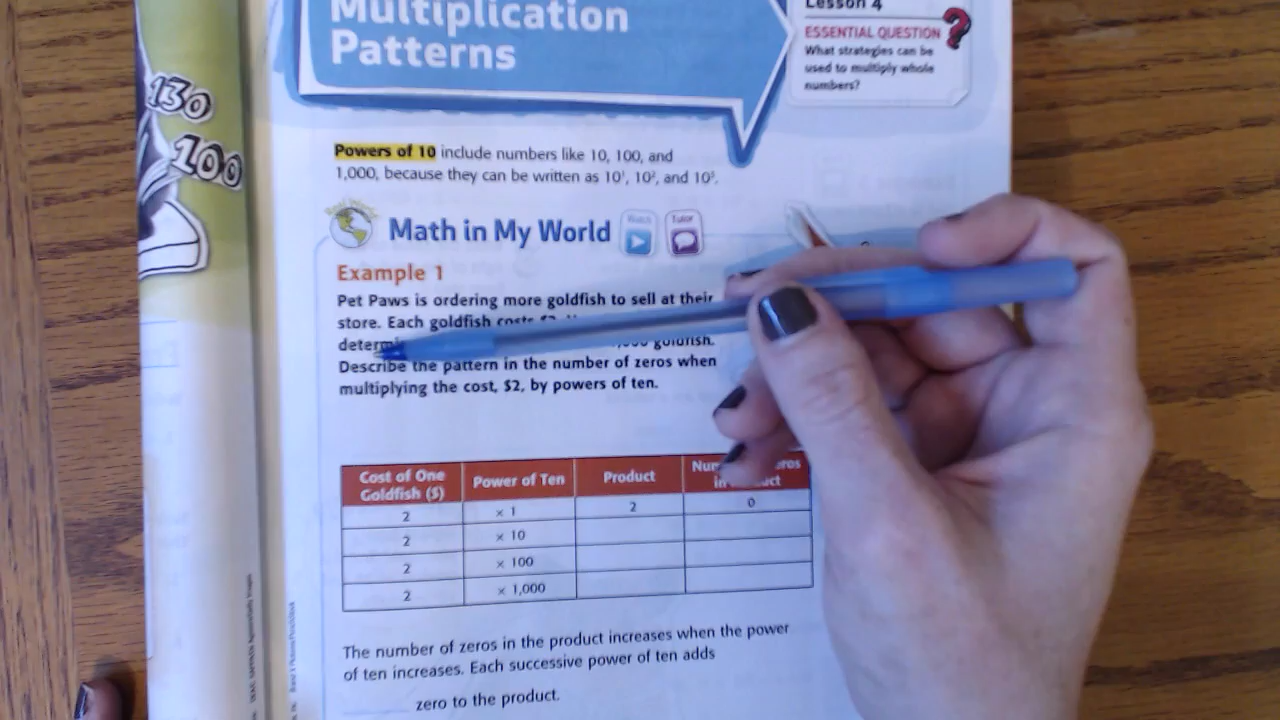 Multiplication
Patterns
Lesson 4
ESSENTIAL QUESTION
What strategies can be
used to multiply whole
numbers?
?
130
100
Powers of 10 include numbers like 10, 100, and
1,000, because they can be written as 10¹, 10², and 10³.
Math in My World
Watch
Tutor
Example 1
Pet Paws is ordering more goldfish to sell at their
store. Each goldfish costs
goldfish.
Describe the pattern in the number of zeros when
multiplying the cost, $2, by powers of ten.
Cost of One Goldfish ($) Power of Ten Product
2 × 1 2 0
2 × 10
2 × 100
2 × 1,000
The number of zeros in the product increases when the power
of ten increases. Each successive power of ten adds
zero to the product.